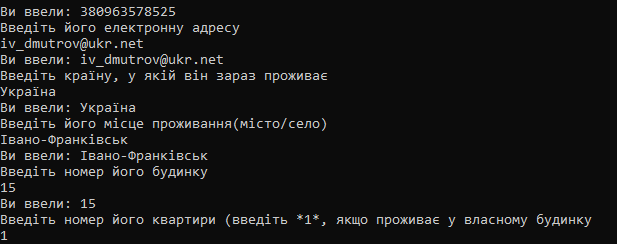 Ви ввели: 380963578525
Введіть його електронну адресу
iv_dmutrov@ukr.net
Ви ввели: iv_dmutrov@ukr.net
Введіть країну, у якій він зараз проживає
Україна
Ви ввели: Україна
Введіть його місце проживання(місто/село)
Івано-Франківськ
Ви ввели: Івано-Франківськ
Введіть номер його будинку
15
Ви ввели: 15
Введіть номер його квартири (введіть *1*, якщо проживає у власному будинку
1